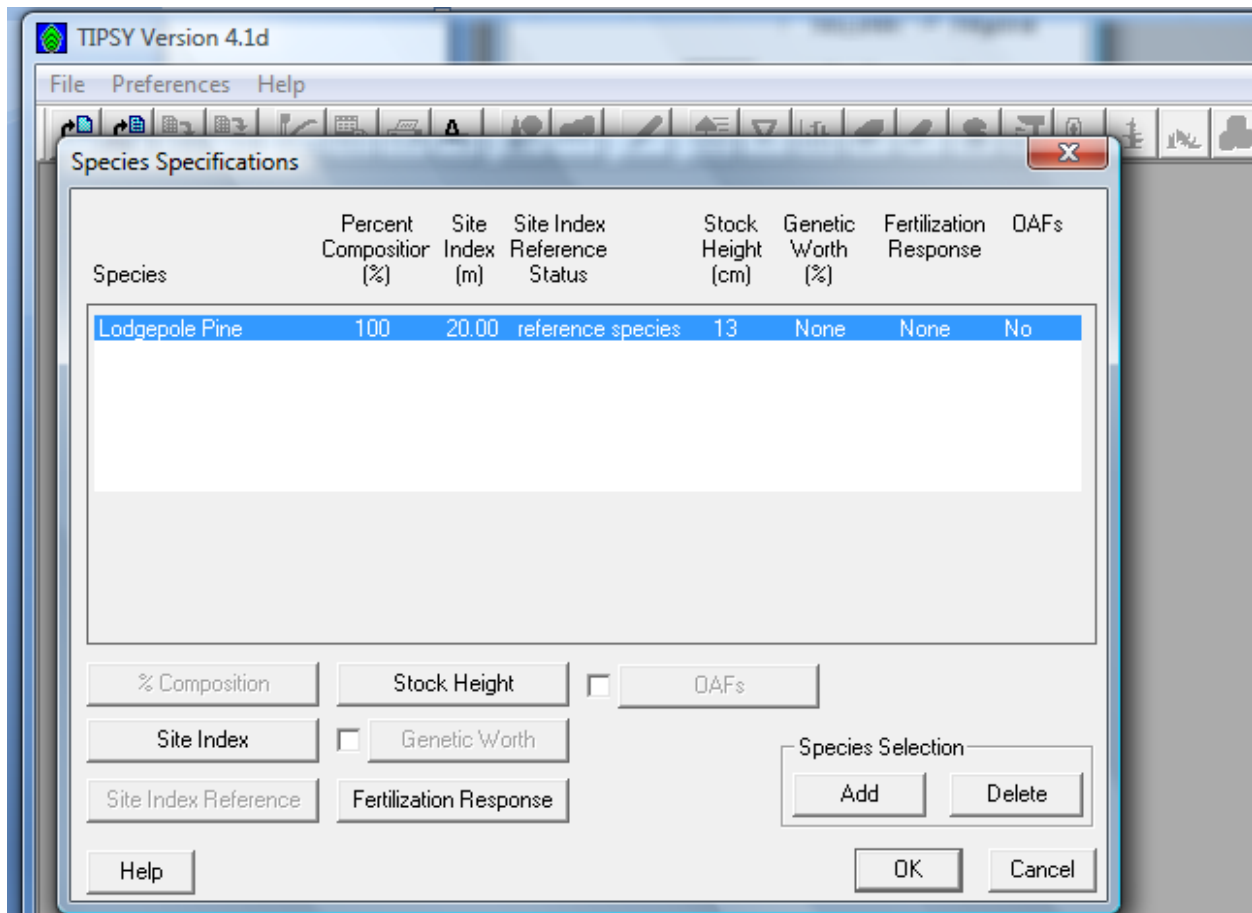 TIPSY Version 4.1d
File Preferences Help
Species Specifications
Percent Site Site Index Stock Genetic Fertilization OAFs
Composition Index Reference Height Worth Response
Species (%) (m) Status (cm) (%)
Lodgepole Pine 100 20.00 reference species 13 None None No
% Composition Stock Height OAFs
Site Index Genetic Worth Species Selection
Site Index Reference Fertilization Response Add Delete
Help OK Cancel